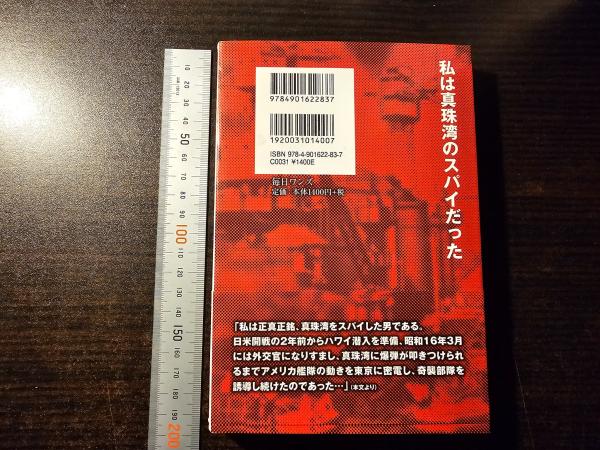 私は真珠湾のスパイだった
9784901622837
1920031014007
ISBN 978-4-901622-83-7
C0031 ¥1400E
毎日ワンズ
定価:本体1400円+税
「私は正真正銘、真珠湾をスパイした男である。
日米開戦の2年前からハワイ潜入を準備、昭和16年3月
には外交官になりすまし、真珠湾に爆弾が叩きつけられ
るまでアメリカ艦隊の動きを東京に密電し、奇襲部隊を
誘導し続けたのであった…」(本文より)
10
20
30
40
50
60
70
80
90
100
110
120
130
140
150
160
170
180
190
200